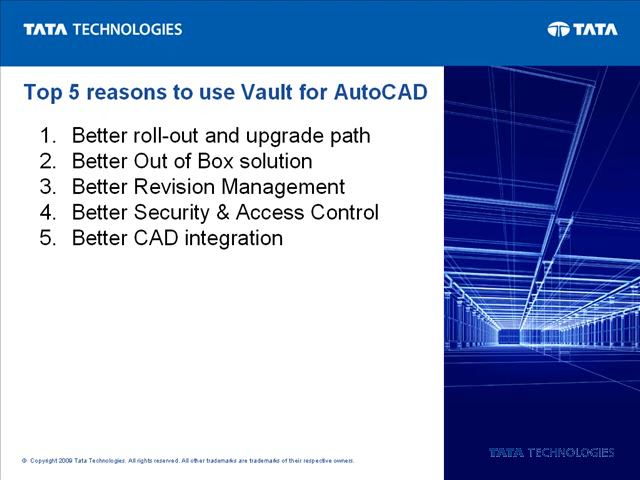 TATA TECHNOLOGIES
TATA
Top 5 reasons to use Vault for AutoCAD
1. Better roll-out and upgrade path
2. Better Out of Box solution
3. Better Revision Management
4. Better Security & Access Control
5. Better CAD integration
© Copyright 2009 Tata Technologies. All rights reserved. All other trademarks are trademarks of their respective owners.
TATA TECHNOLOGIES